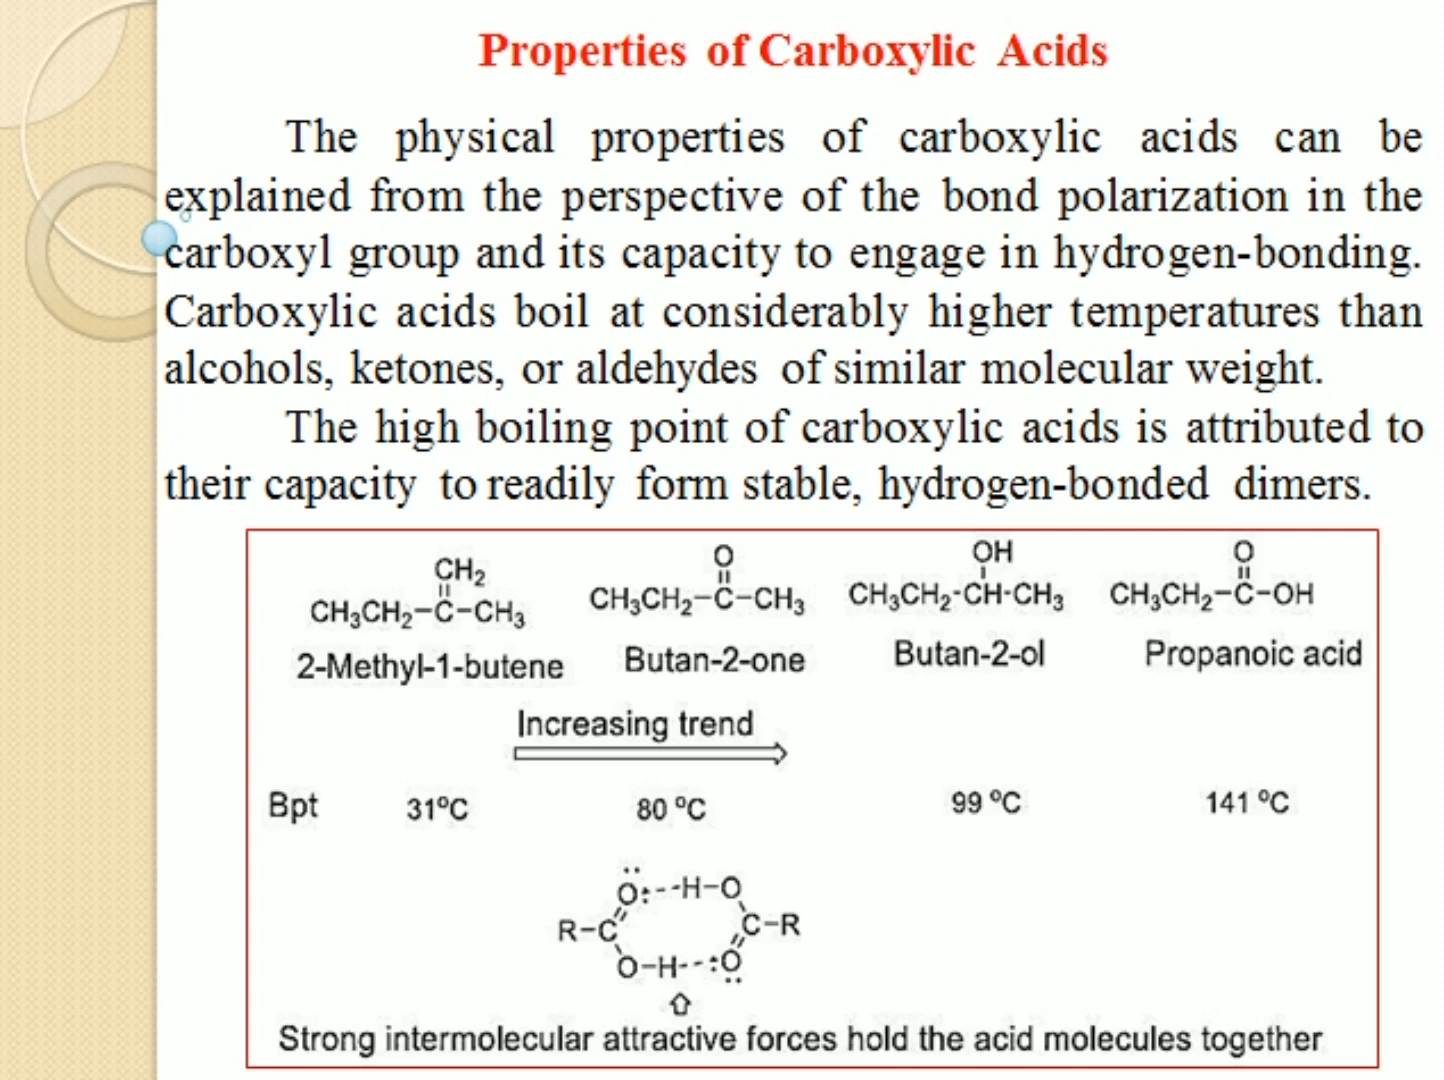 Properties of Carboxylic Acids
The physical properties of carboxylic acids can be
explained from the perspective of the bond polarization in the
carboxyl group and its capacity to engage in hydrogen-bonding.
Carboxylic acids boil at considerably higher temperatures than
alcohols, ketones, or aldehydes of similar molecular weight.
The high boiling point of carboxylic acids is attributed to
their capacity to readily form stable, hydrogen-bonded dimers.
CH₂ O OH O
CH₃CH₂-C-CH₃ CH₃CH₂-C-CH₃ CH₃CH₂-CH-CH₃ CH₃CH₂-C-OH
2-Methyl-1-butene Butan-2-one Butan-2-ol Propanoic acid
Increasing trend
Bpt 31ºC 80 ºC 99 ºC 141 ºC
O:--H-O
R-C C-R
O-H--:O
Strong intermolecular attractive forces hold the acid molecules together